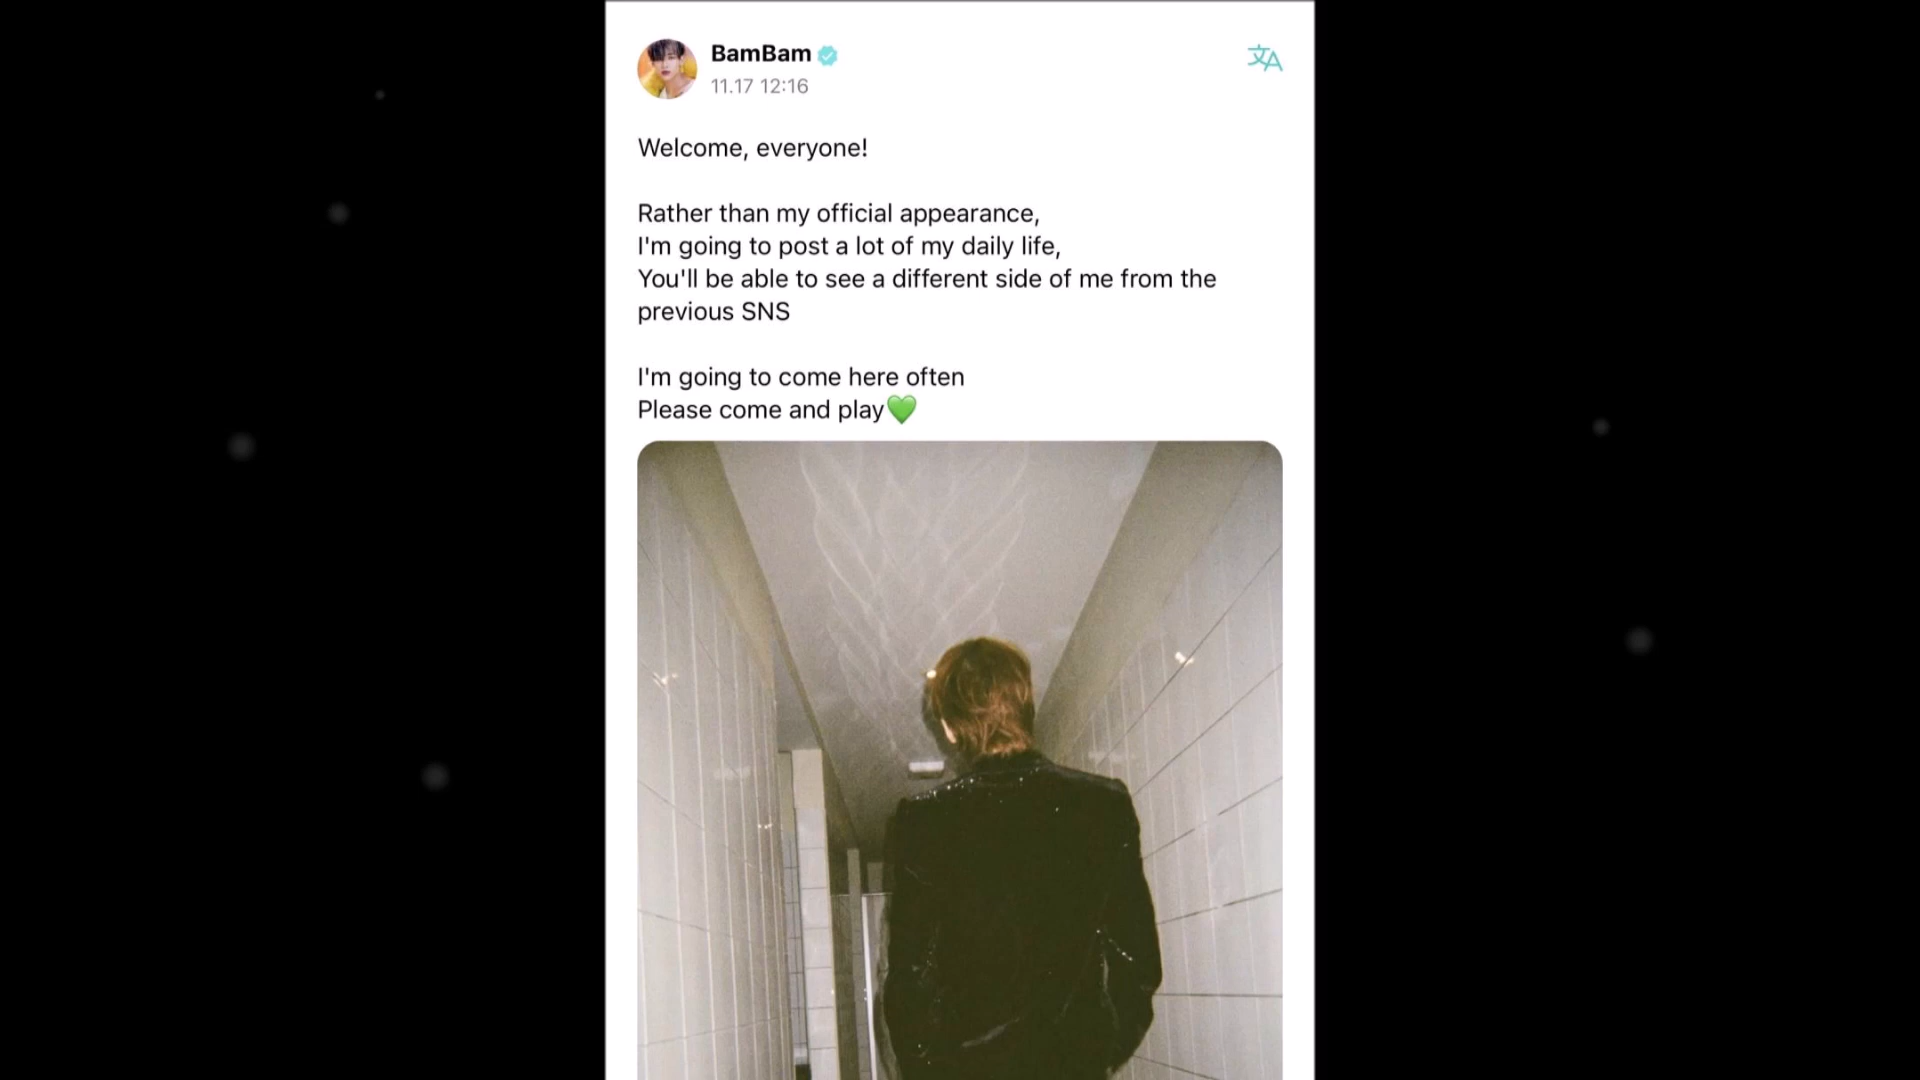 BamBam
11.17 12:16
Welcome, everyone!
Rather than my official appearance,
I'm going to post a lot of my daily life,
You'll be able to see a different side of me from the
previous SNS
I'm going to come here often
Please come and play💚